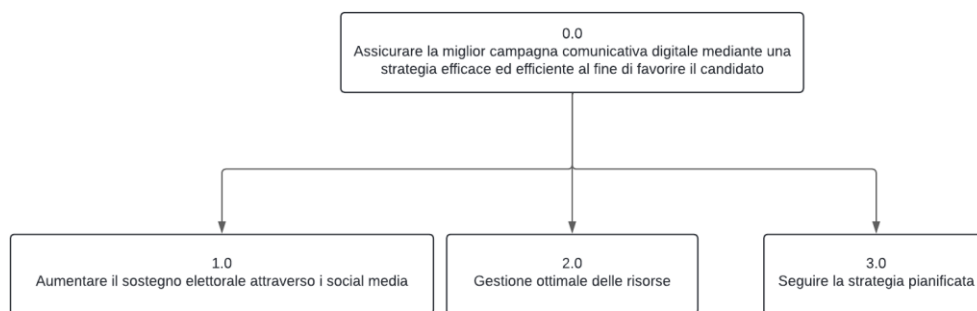 0.0
Assicurare la miglior campagna comunicativa digitale mediante una
strategia efficace ed efficiente al fine di favorire il candidato
1.0
Aumentare il sostegno elettorale attraverso i social media
2.0
Gestione ottimale delle risorse
3.0
Seguire la strategia pianificata